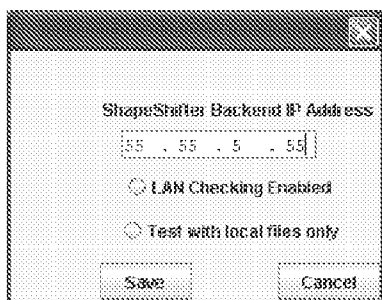 ShapeShifter Backend IP Address
55 . 55 . 5 . 55
LAN Checking Enabled
Test with local files only
Save Cancel